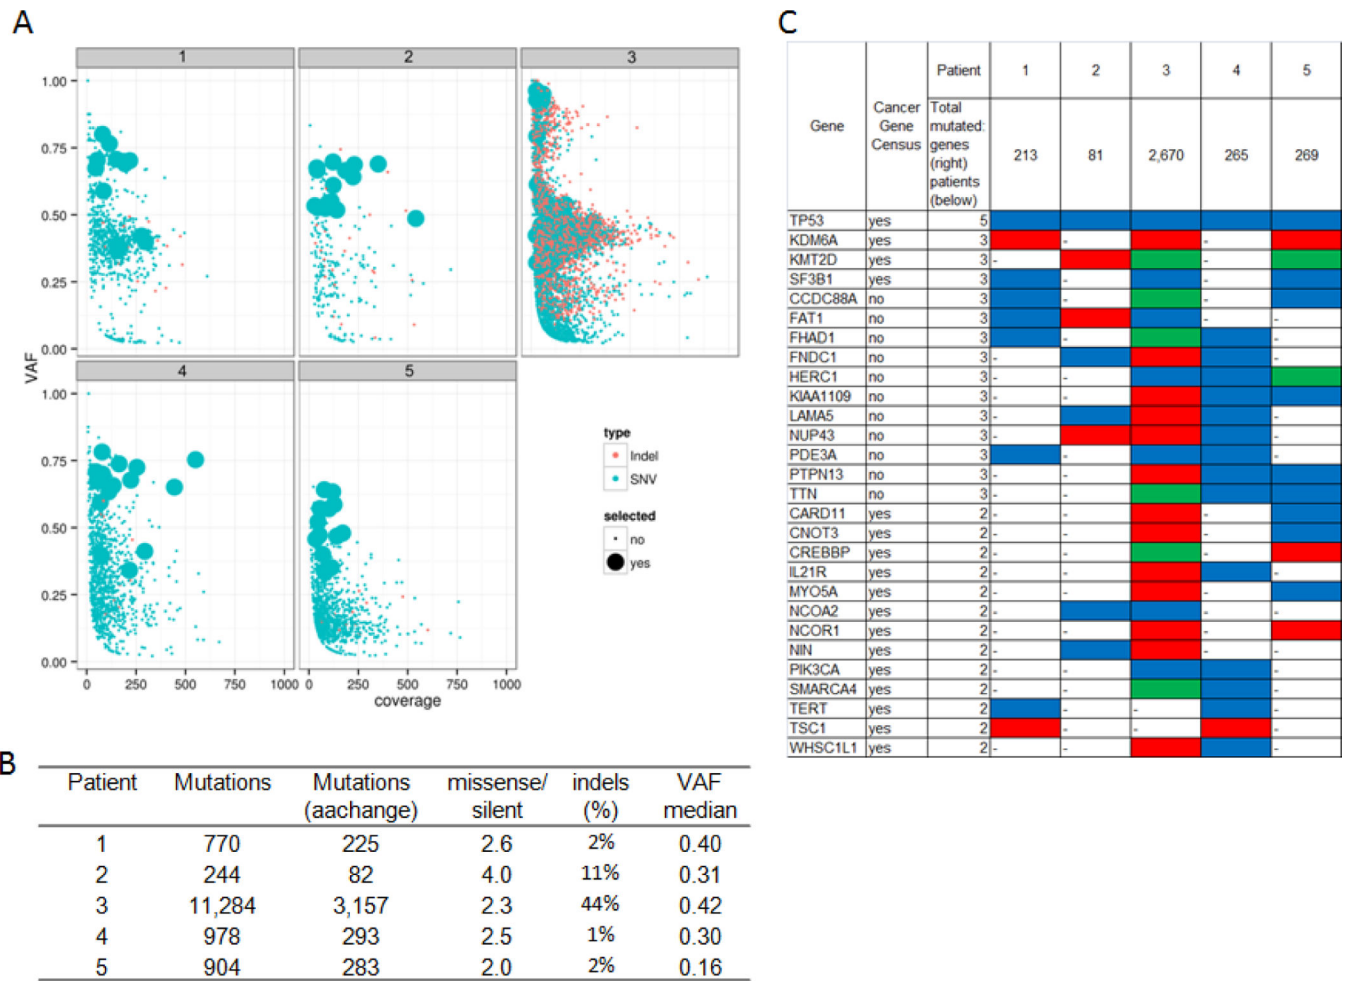 A
1 2 3
1.00
0.75
0.50
0.25
0.00
VAF
4 5
1.00
0.75
0.50
0.25
0.00
0 250 500 750 1000 0 250 500 750 1000
coverage
type
Indel
SNV
selected
no
yes
B
Patient Mutations Mutations missense/ indels VAF
(aachange) silent (%) median
1 770 225 2.6 2% 0.40
2 244 82 4.0 11% 0.31
3 11,284 3,157 2.3 44% 0.42
4 978 293 2.5 1% 0.30
5 904 283 2.0 2% 0.16
C
Patient 1 2 3 4 5
Gene
Cancer
Gene
Census
Total
mutated:
genes
(right)
patients
(below)
213 81 2,670 265 269
TP53 yes 5
KDM6A yes 3 - -
KMT2D yes 3 - -
SF3B1 yes 3 - -
CCDC88A no 3 - -
FAT1 no 3 - -
FHAD1 no 3 - -
FNDC1 no 3 - -
HERC1 no 3 - -
KIAA1109 no 3 - -
LAMA5 no 3 - -
NUP43 no 3 - -
PDE3A no 3 - -
PTPN13 no 3 - -
TTN no 3 - -
CARD11 yes 2 - - -
CNOT3 yes 2 - - -
CREBBP yes 2 - - -
IL21R yes 2 - - -
MYO5A yes 2 - - -
NCOA2 yes 2 - - -
NCOR1 yes 2 - - -
NIN yes 2 - - -
PIK3CA yes 2 - - -
SMARCA4 yes 2 - - -
TERT yes 2 - - -
TSC1 yes 2 - - -
WHSC1L1 yes 2 - - -